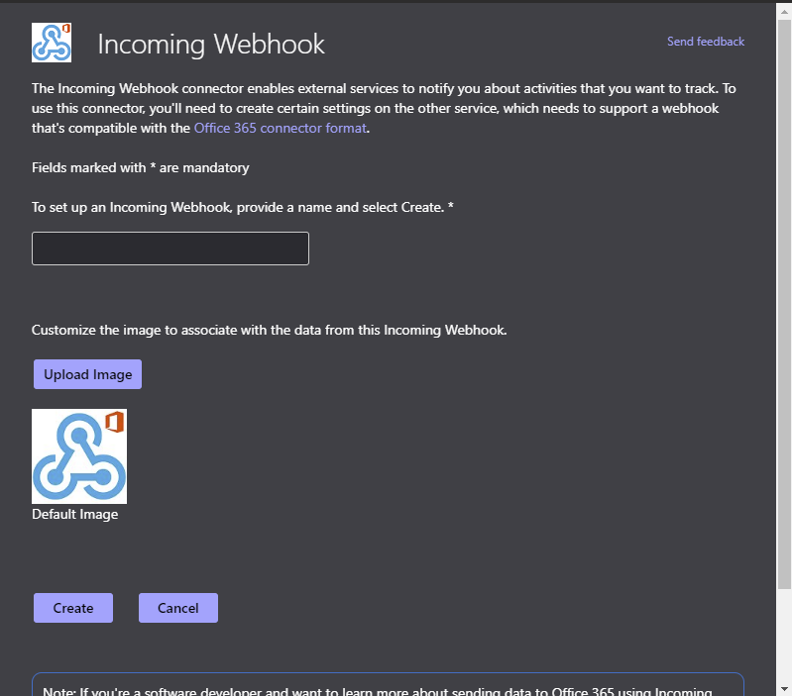 Incoming Webhook
Send feedback
The Incoming Webhook connector enables external services to notify you about activities that you want to track. To
use this connector, you'll need to create certain settings on the other service, which needs to support a webhook
that's compatible with the Office 365 connector format.
Fields marked with * are mandatory
To set up an Incoming Webhook, provide a name and select Create. *
Customize the image to associate with the data from this Incoming Webhook.
Upload Image
Default Image
Create
Cancel
Note: If you're a software developer and want to learn more about sending data to Office 365 using Incoming